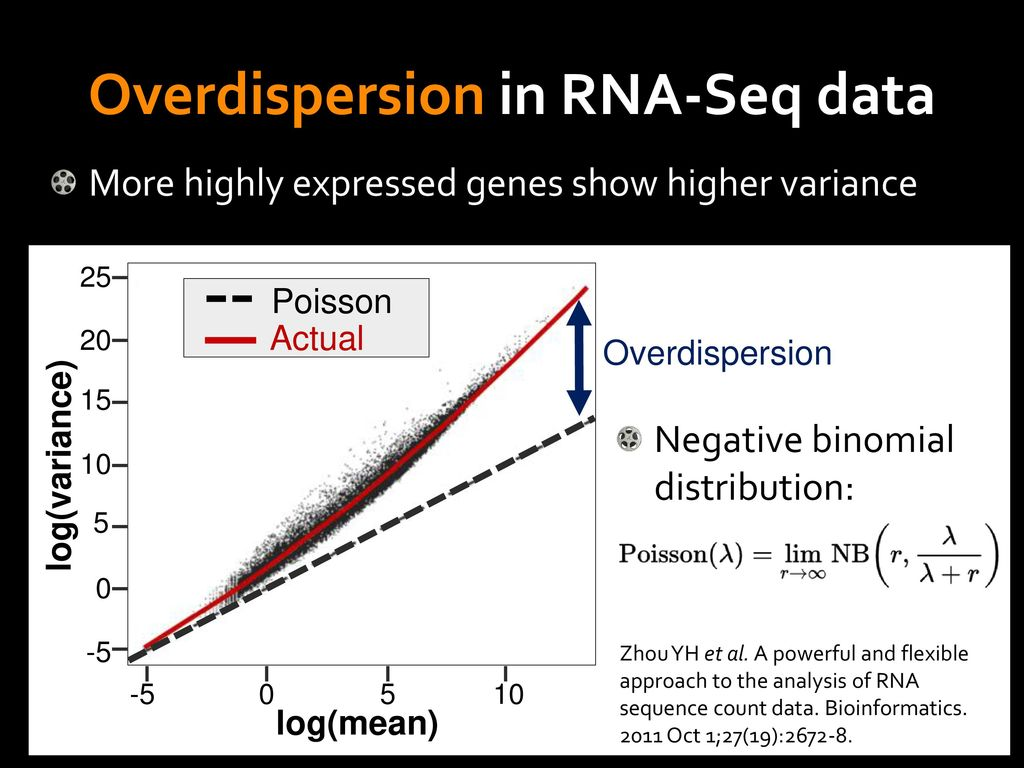 Overdispersion in RNA-Seq data
More highly expressed genes show higher variance
25
20
15
10
5
0
-5
log(variance)
Poisson
Actual
-5
0
5
10
log(mean)
Overdispersion
Negative binomial
distribution:
Poisson(λ) = lim r→∞ NB(r, λ/(λ + r))
Zhou YH et al. A powerful and flexible
approach to the analysis of RNA
sequence count data. Bioinformatics.
2011 Oct 1;27(19):2672-8.